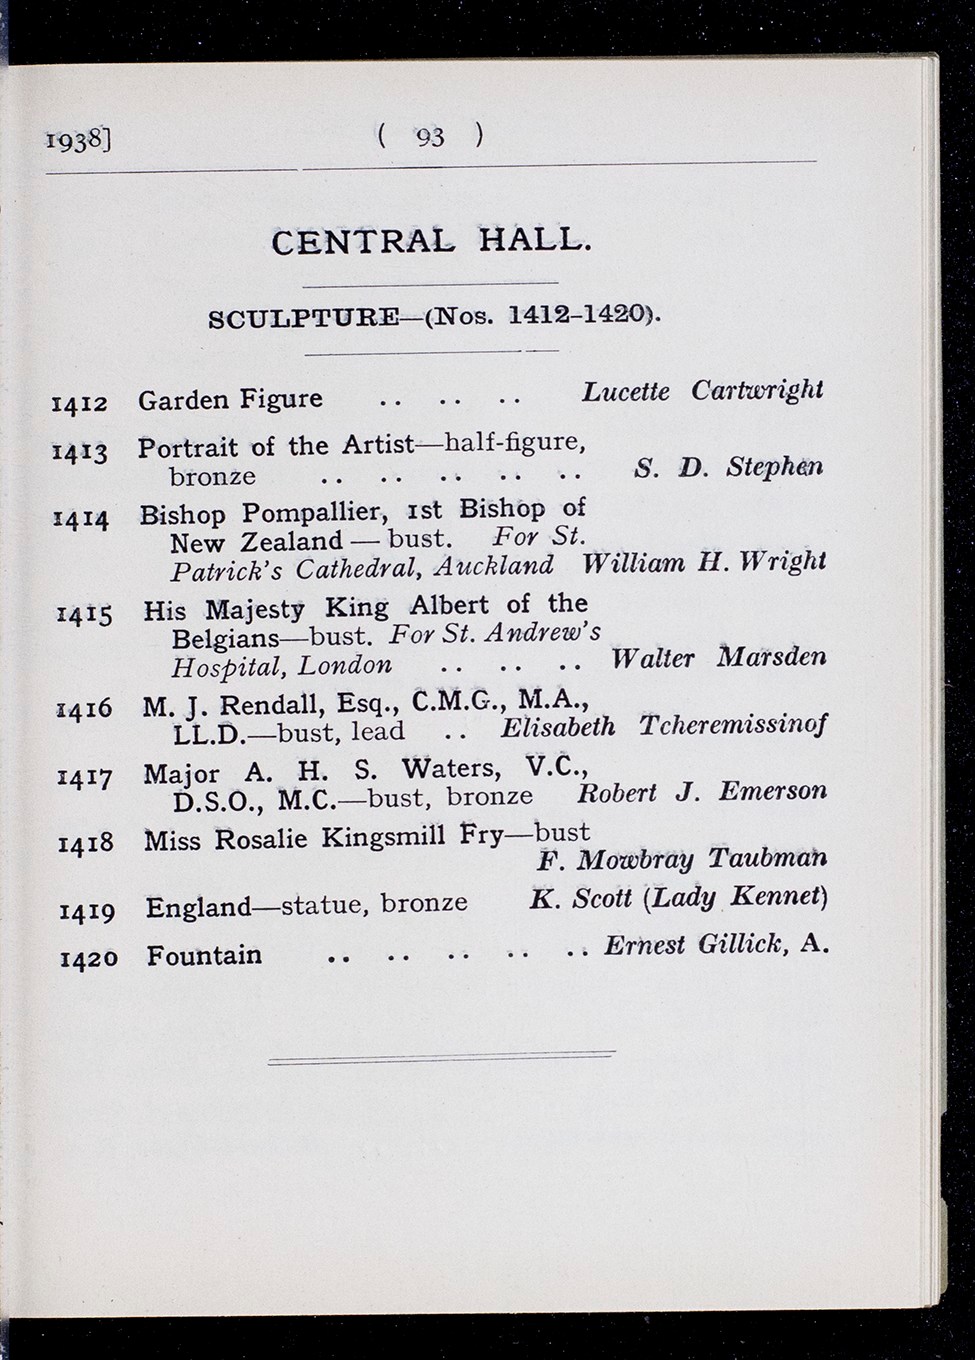 1938] ( 93 )
CENTRAL HALL.
SCULPTURE—(Nos. 1412-1420).
1412 Garden Figure .. .. .. Lucette Cartwright
1413 Portrait of the Artist—half-figure,
bronze .. .. .. .. .. S. D. Stephen
1414 Bishop Pompallier, 1st Bishop of
New Zealand — bust. For St.
Patrick's Cathedral, Auckland William H. Wright
1415 His Majesty King Albert of the
Belgians—bust. For St. Andrew's
Hospital, London .. .. .. Walter Marsden
1416 M. J. Rendall, Esq., C.M.G., M.A.,
LL.D.—bust, lead .. Elisabeth Tcheremissinof
1417 Major A. H. S. Waters, V.C.,
D.S.O., M.C.—bust, bronze Robert J. Emerson
1418 Miss Rosalie Kingsmill Fry—bust
F. Mowbray Taubman
1419 England—statue, bronze K. Scott (Lady Kennet)
1420 Fountain .. .. .. .. .. Ernest Gillick, A.